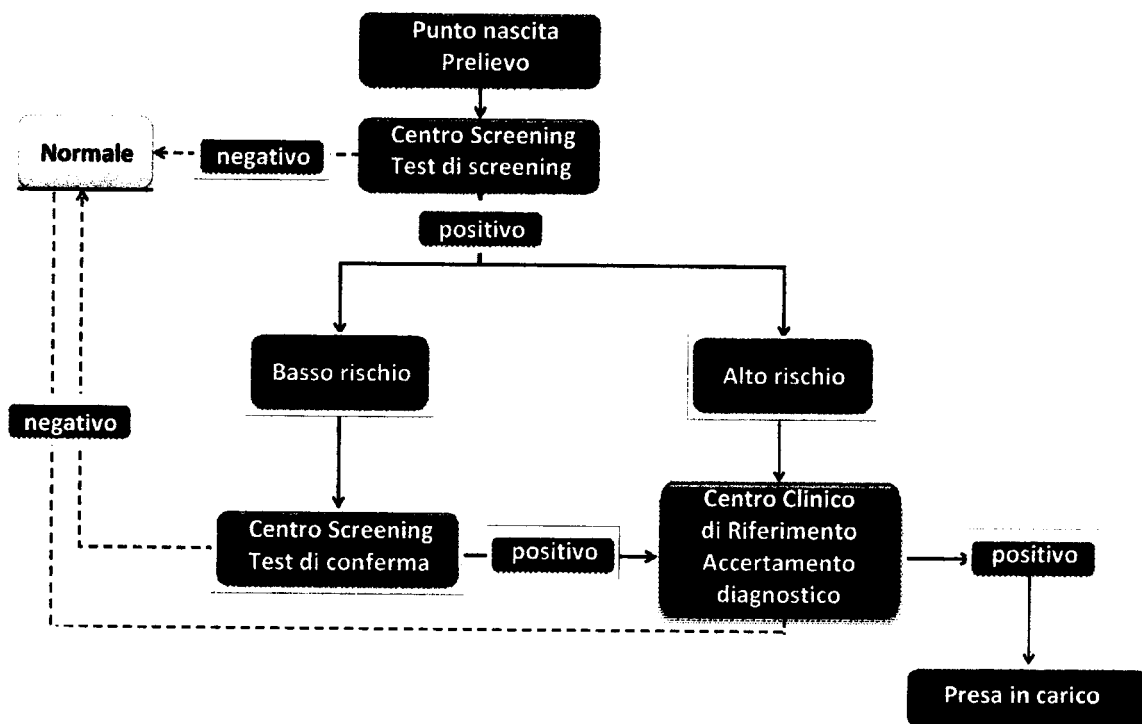 Punto nascita
Prelievo
Centro Screening
Test di screening
negativo
Normale
positivo
Basso rischio
Alto rischio
negativo
Centro Screening
Test di conferma
positivo
Centro Clinico
di Riferimento
Accertamento
diagnostico
positivo
Presa in carico